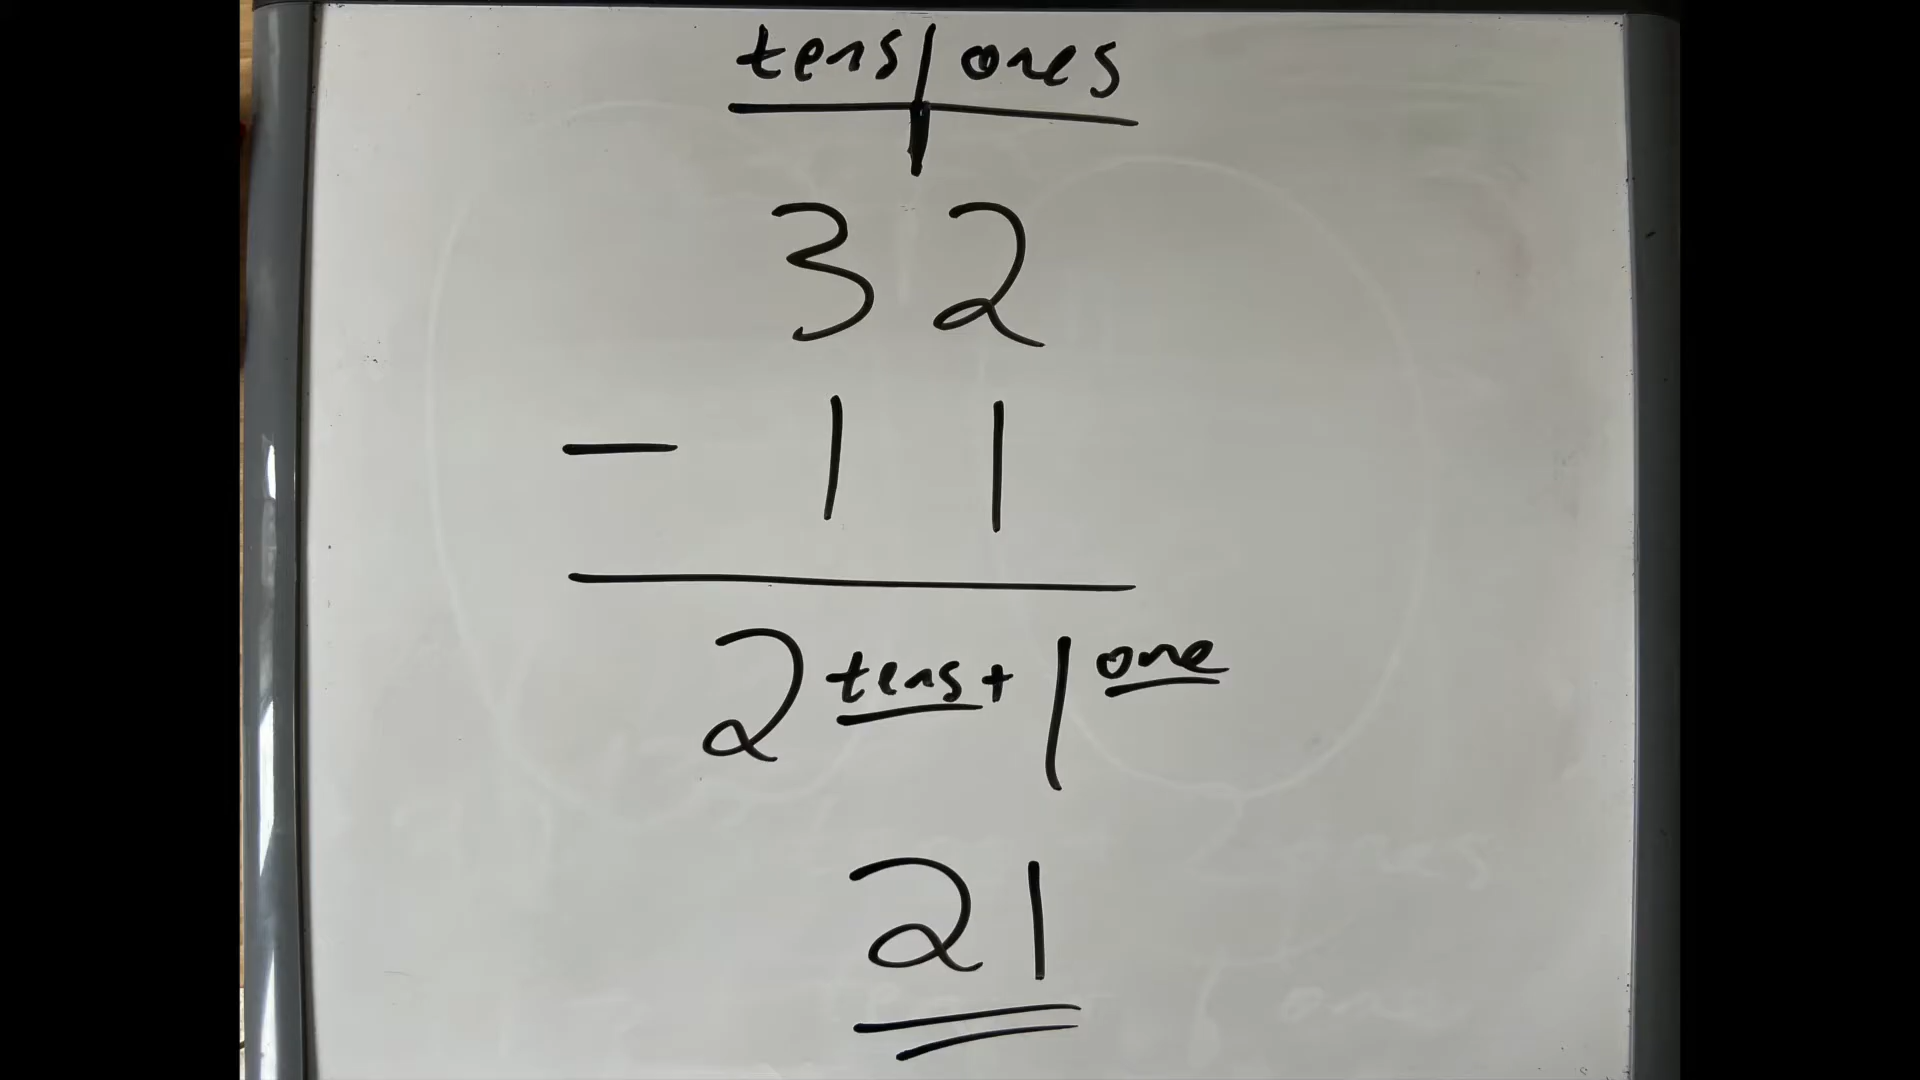 tens | ones
32
- 11
2 tens + 1 one
21